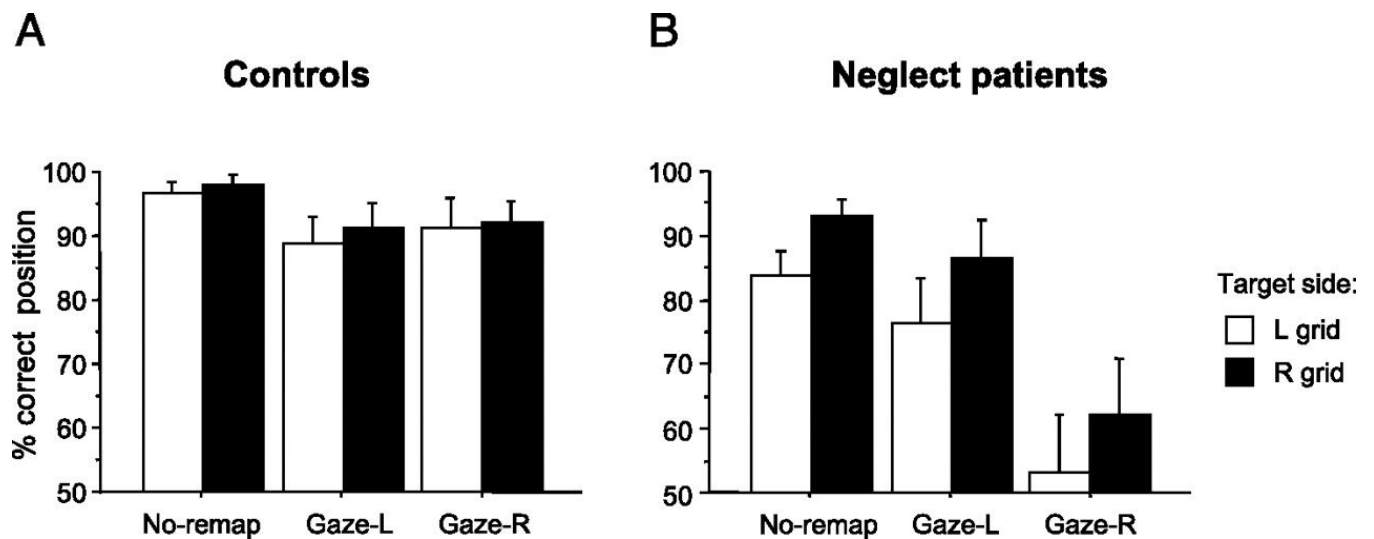 A
Controls
% correct position
100
90
80
70
60
50
No-remap Gaze-L Gaze-R
B
Neglect patients
100
90
80
70
60
50
No-remap Gaze-L Gaze-R
Target side:
L grid
R grid